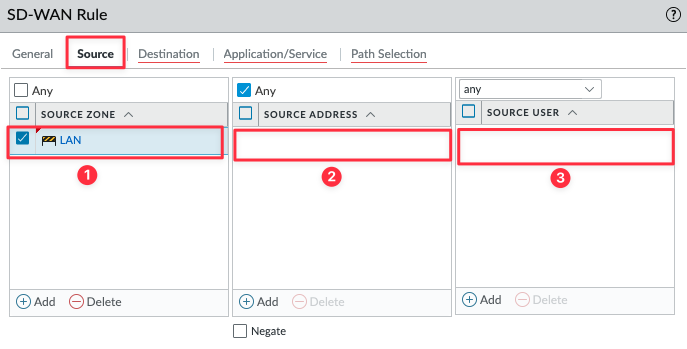 SD-WAN Rule
General Source Destination Application/Service Path Selection
Any Any any
SOURCE ZONE SOURCE ADDRESS SOURCE USER
LAN
1 2 3
Add Delete Add Delete Add Delete
Negate